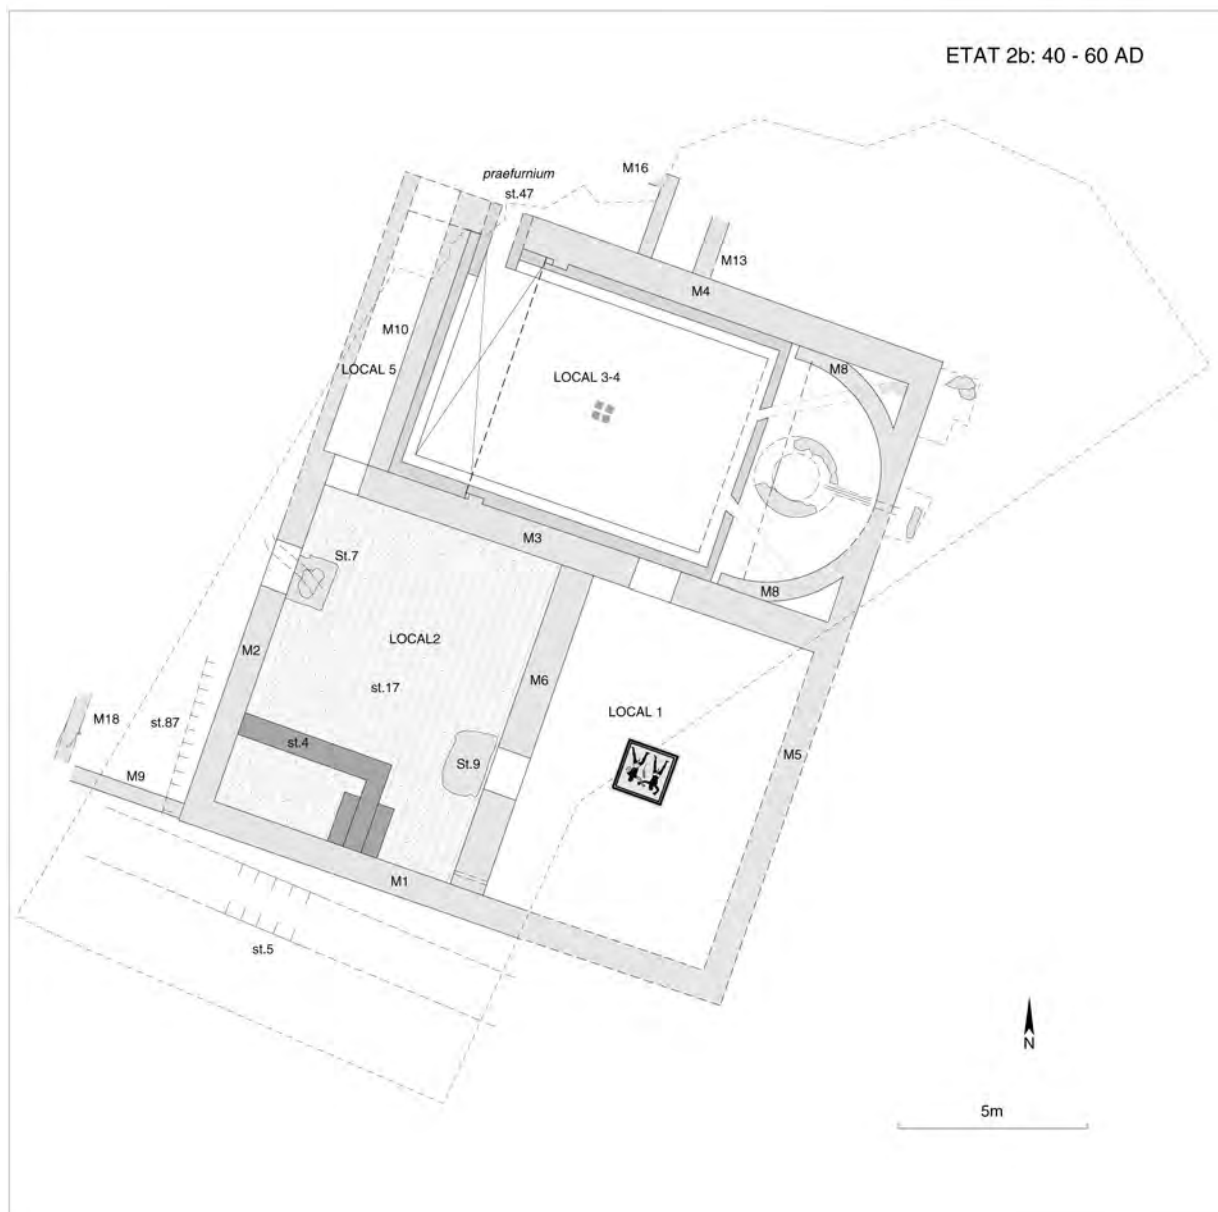 ETAT 2b: 40 - 60 AD
praefurnium
st.47
M16
M13
M4
M10
LOCAL 5
LOCAL 3-4
M8
M3
St.7
M8
LOCAL2
M2
st.17
M6
LOCAL 1
M18
st.87
st.4
St.9
M5
M9
M1
st.5
N
5m